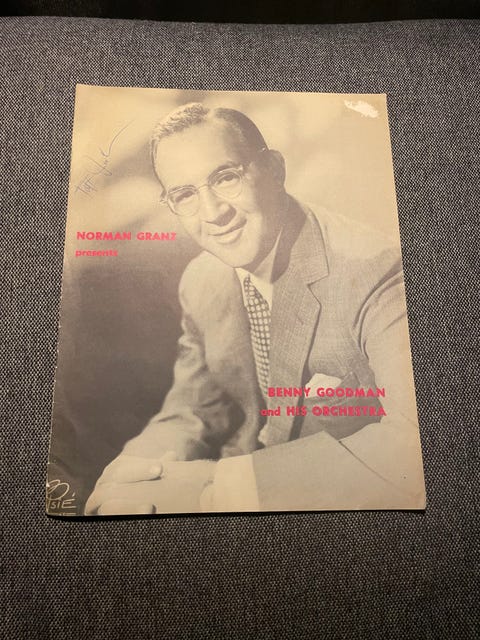 NORMAN GRANZ
presents
BENNY GOODMAN
and HIS ORCHESTRA